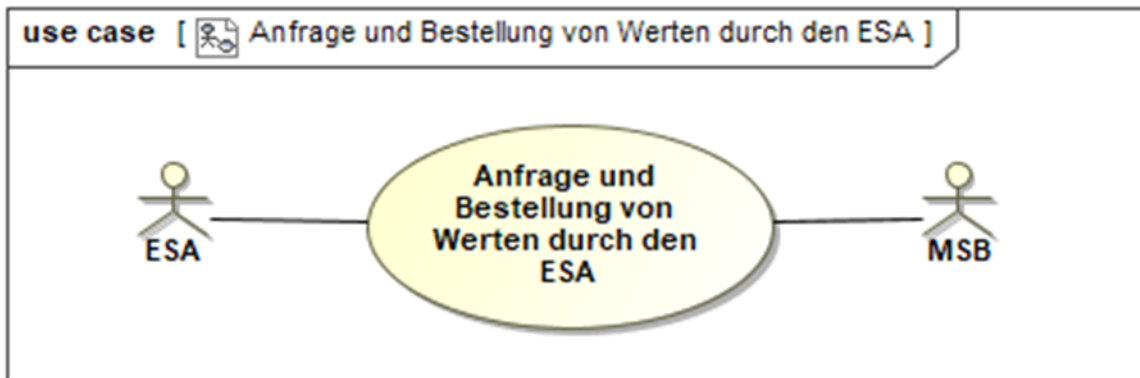 use case [ Anfrage und Bestellung von Werten durch den ESA ]
Anfrage und
Bestellung von
Werten durch den
ESA
ESA
MSB